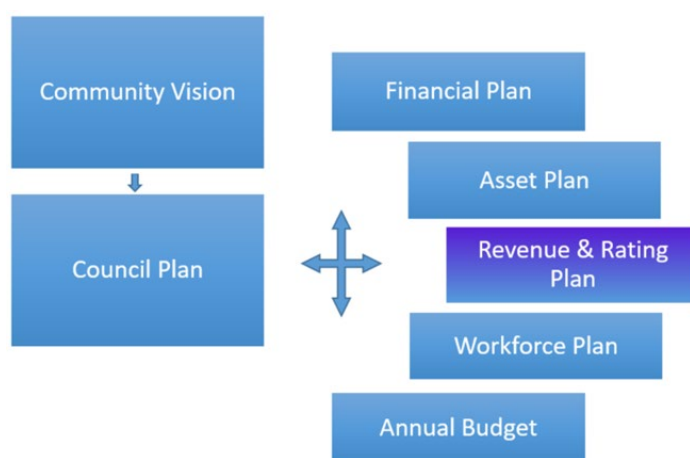 Community Vision
Council Plan
Financial Plan
Asset Plan
Revenue & Rating
Plan
Workforce Plan
Annual Budget